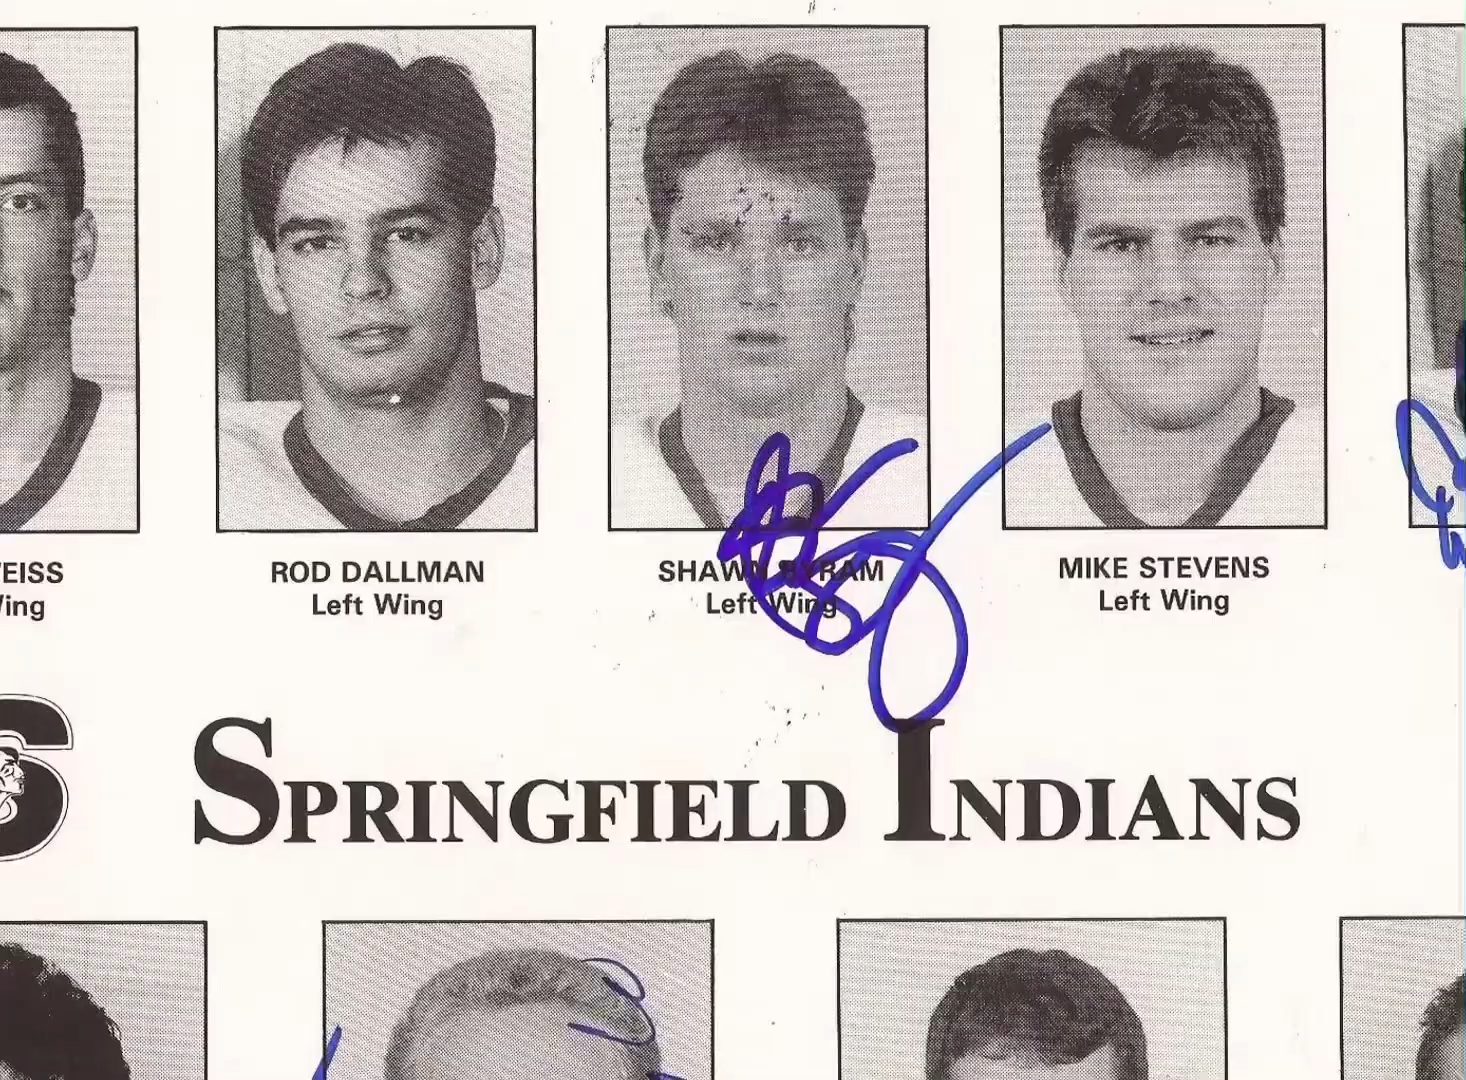 EISS
ing
ROD DALLMAN
Left Wing
SHAWN BYRAM
Left Wing
MIKE STEVENS
Left Wing
S
SPRINGFIELD INDIANS